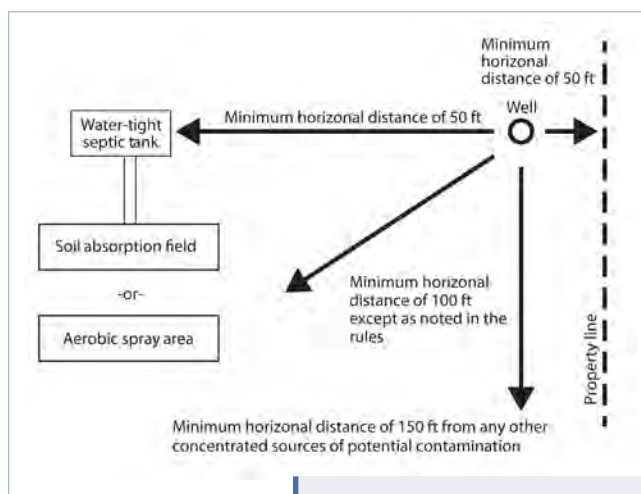 Minimum
horizonal
distance of 50 ft
Well
Minimum horizonal distance of 50 ft
Water-tight
septic tank
Soil absorption field
-or-
Aerobic spray area
Minimum horizonal
distance of 100 ft
except as noted in the
rules
Property line
Minimum horizonal distance of 150 ft from any other
concentrated sources of potential contamination